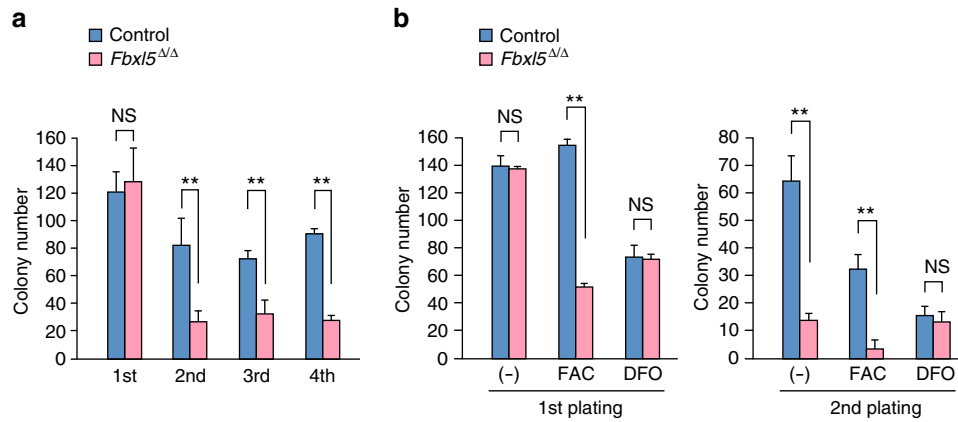 a
Control
Fbxl5 Δ/Δ
Colony number
160
140
120
100
80
60
40
20
0
NS
**
**
**
1st 2nd 3rd 4th
b
Control
Fbxl5 Δ/Δ
Colony number
160
140
120
100
80
60
40
20
0
NS
**
NS
(–) FAC DFO
1st plating
Colony number
80
70
60
50
40
30
20
10
0
**
**
NS
(–) FAC DFO
2nd plating